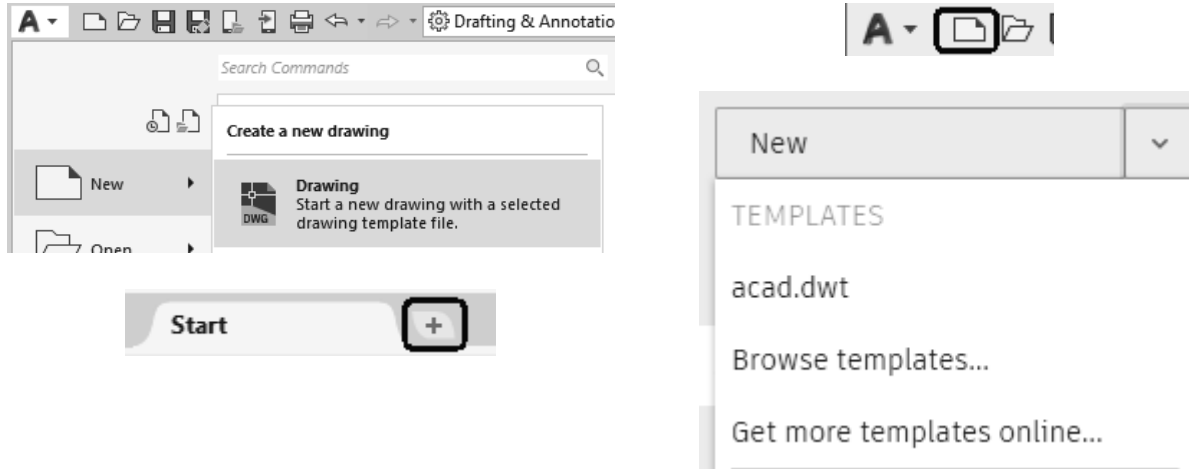 A
Drafting & Annotatio
Search Commands
Create a new drawing
New
Drawing
Start a new drawing with a selected
drawing template file.
DWG
Open
Start
+
A
New
TEMPLATES
acad.dwt
Browse templates...
Get more templates online...